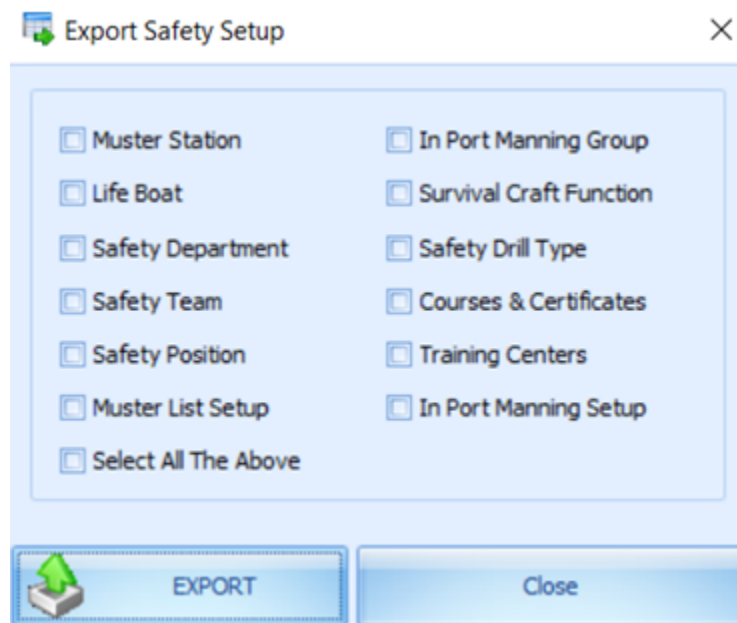 Export Safety Setup
Muster Station
In Port Manning Group
Life Boat
Survival Craft Function
Safety Department
Safety Drill Type
Safety Team
Courses & Certificates
Safety Position
Training Centers
Muster List Setup
In Port Manning Setup
Select All The Above
EXPORT
Close